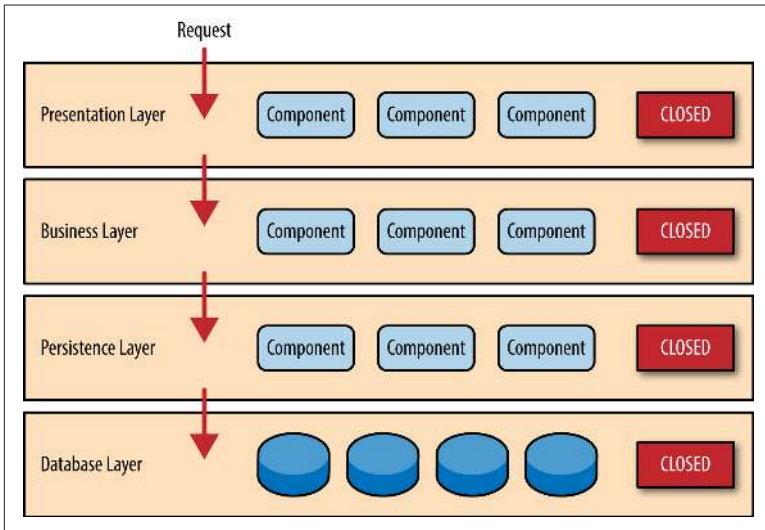 Request
Presentation Layer Component Component Component CLOSED
Business Layer Component Component Component CLOSED
Persistence Layer Component Component Component CLOSED
Database Layer CLOSED